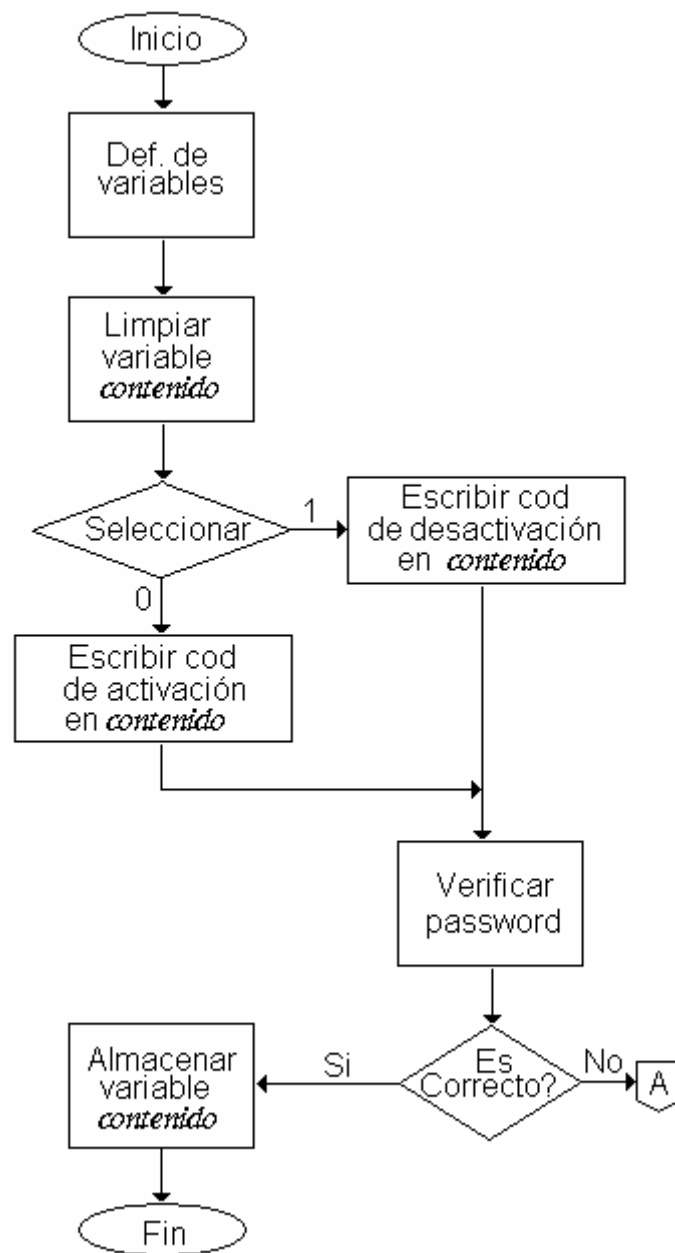 Inicio
Def. de
variables
Limpiar
variable
contenido
Seleccionar
1
Escribir cod
de desactivación
en contenido
0
Escribir cod
de activación
en contenido
Verificar
password
Es
Correcto?
Si
No
A
Almacenar
variable
contenido
Fin